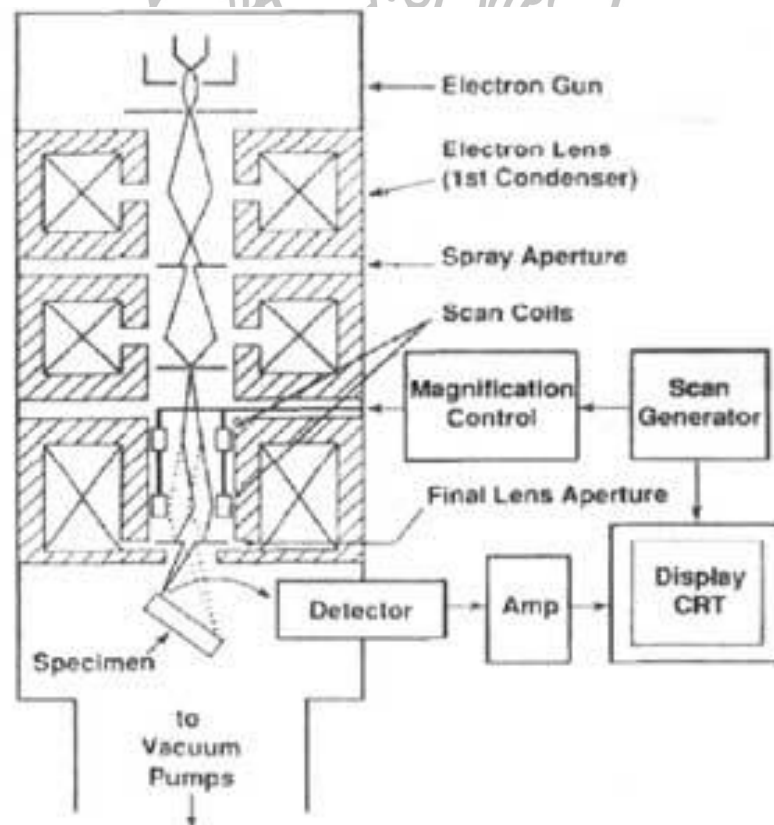 Electron Gun
Electron Lens
(1st Condenser)
Spray Aperture
Scan Coils
Magnification
Control
Scan
Generator
Final Lens Aperture
Display
CRT
Detector
Amp
Specimen
to
Vacuum
Pumps